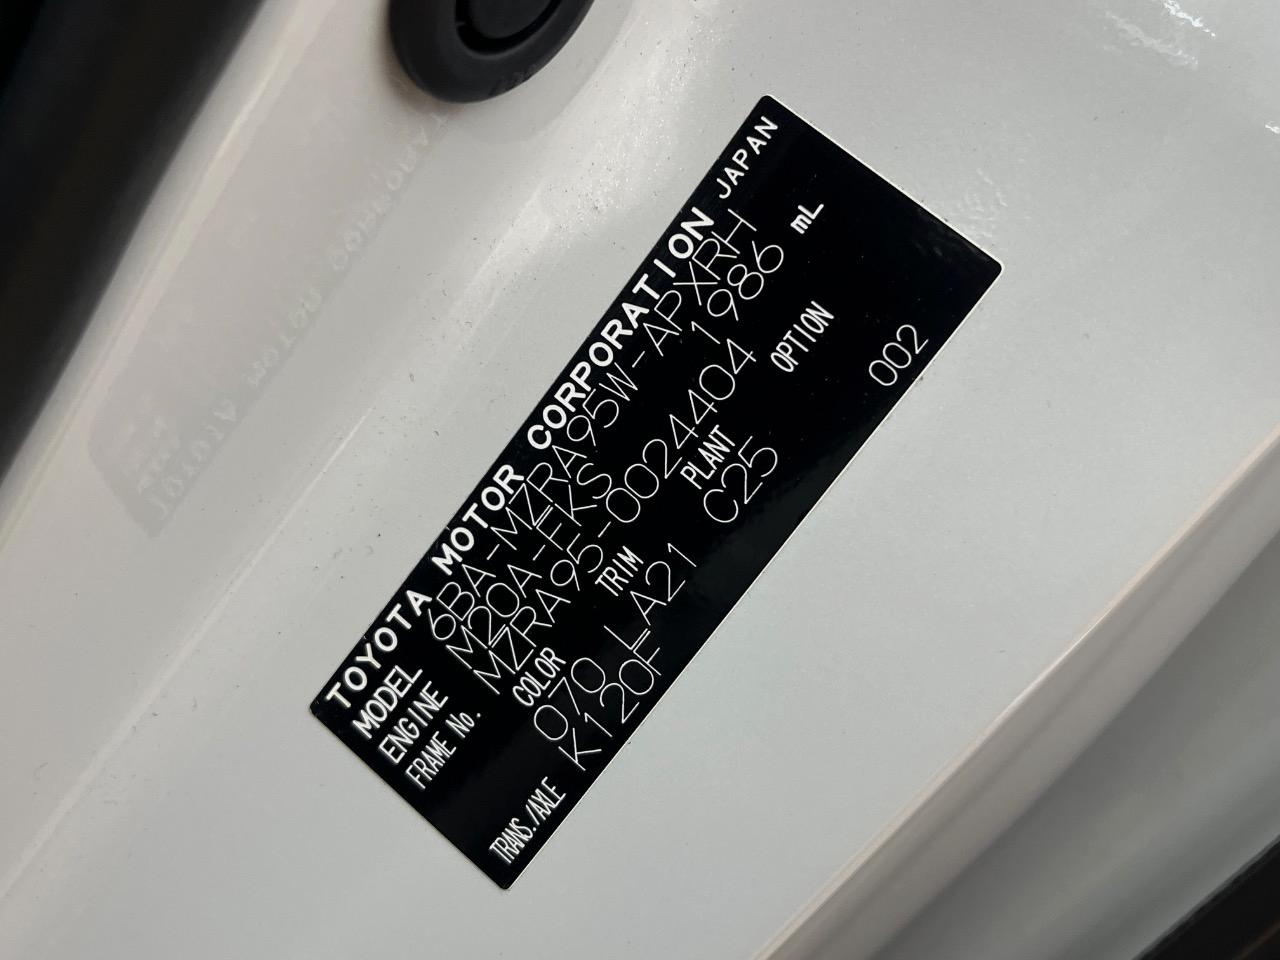 TOYOTA MOTOR CORPORATION JAPAN
MODEL 6BA-MZRA95W-APXRH
ENGINE M20A-FKS 1986 mL
FRAME No. MZRA95-0024404
COLOR TRIM PLANT OPTION
070 LA21 C25 002
TRANS./AXLE K120F